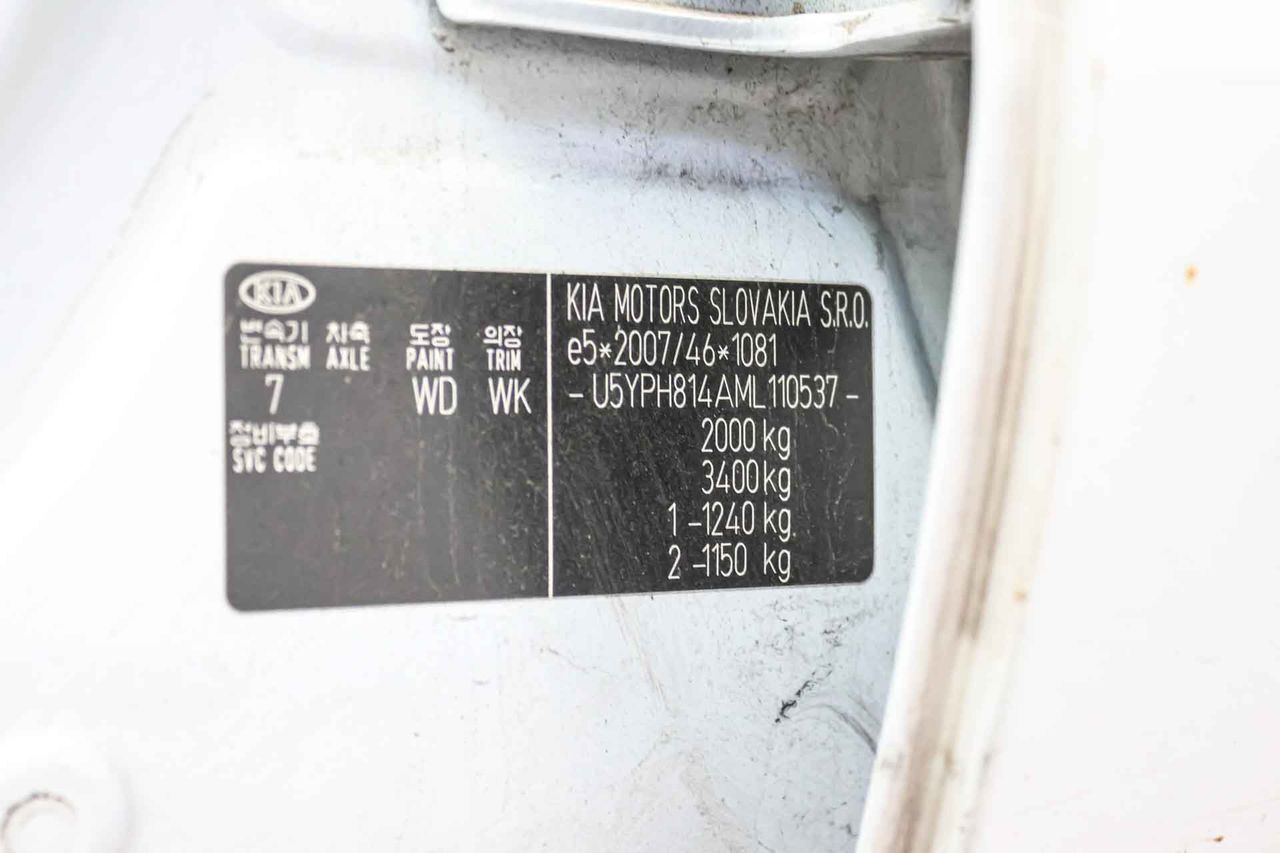 KIA
변속기 차축 도장 의장
TRANSM AXLE PAINT TRIM
7 WD WK
정비부호
SVC CODE
KIA MOTORS SLOVAKIA S.R.O.
e5*2007/46*1081
- U5YPH814AML110537 -
2000 kg
3400 kg
1 -1240 kg
2 -1150 kg